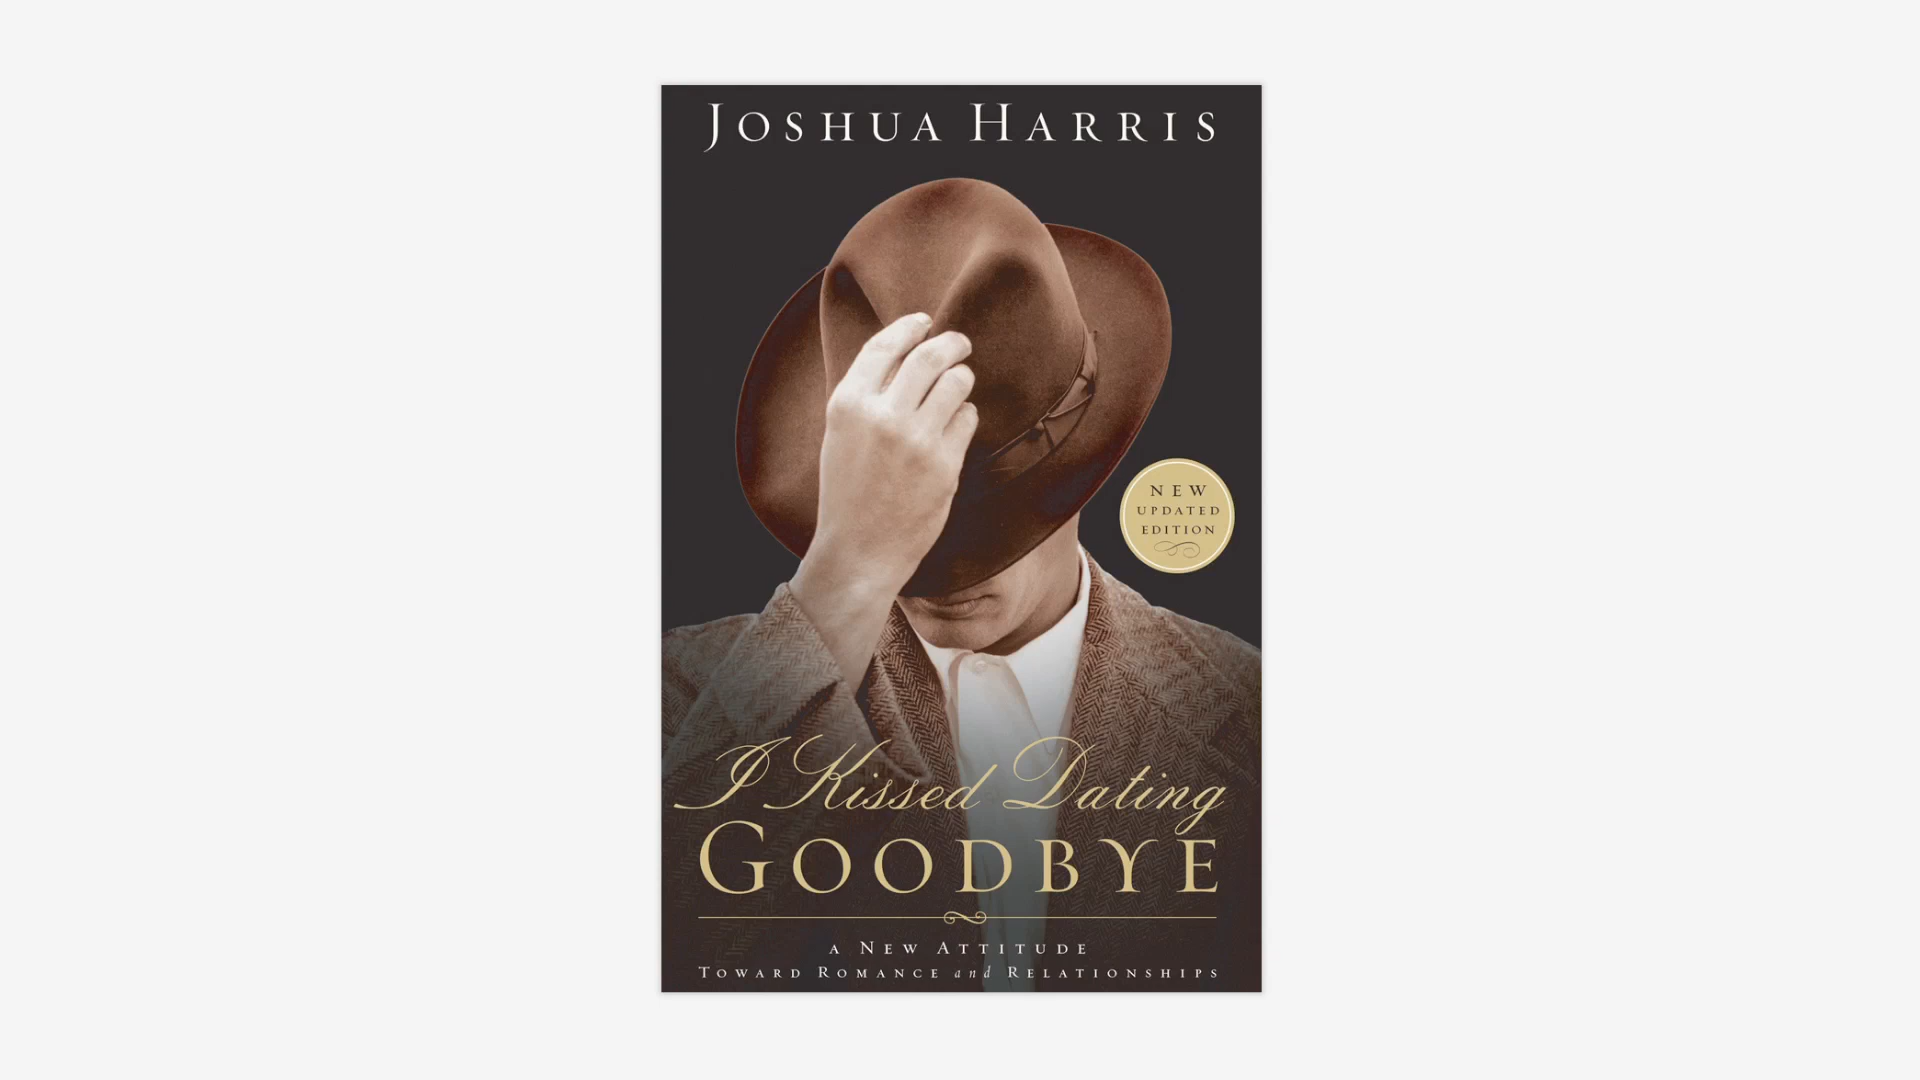 JOSHUA HARRIS
NEW
UPDATED
EDITION
I Kissed Dating
GOODBYE
A NEW ATTITUDE
TOWARD ROMANCE and RELATIONSHIPS